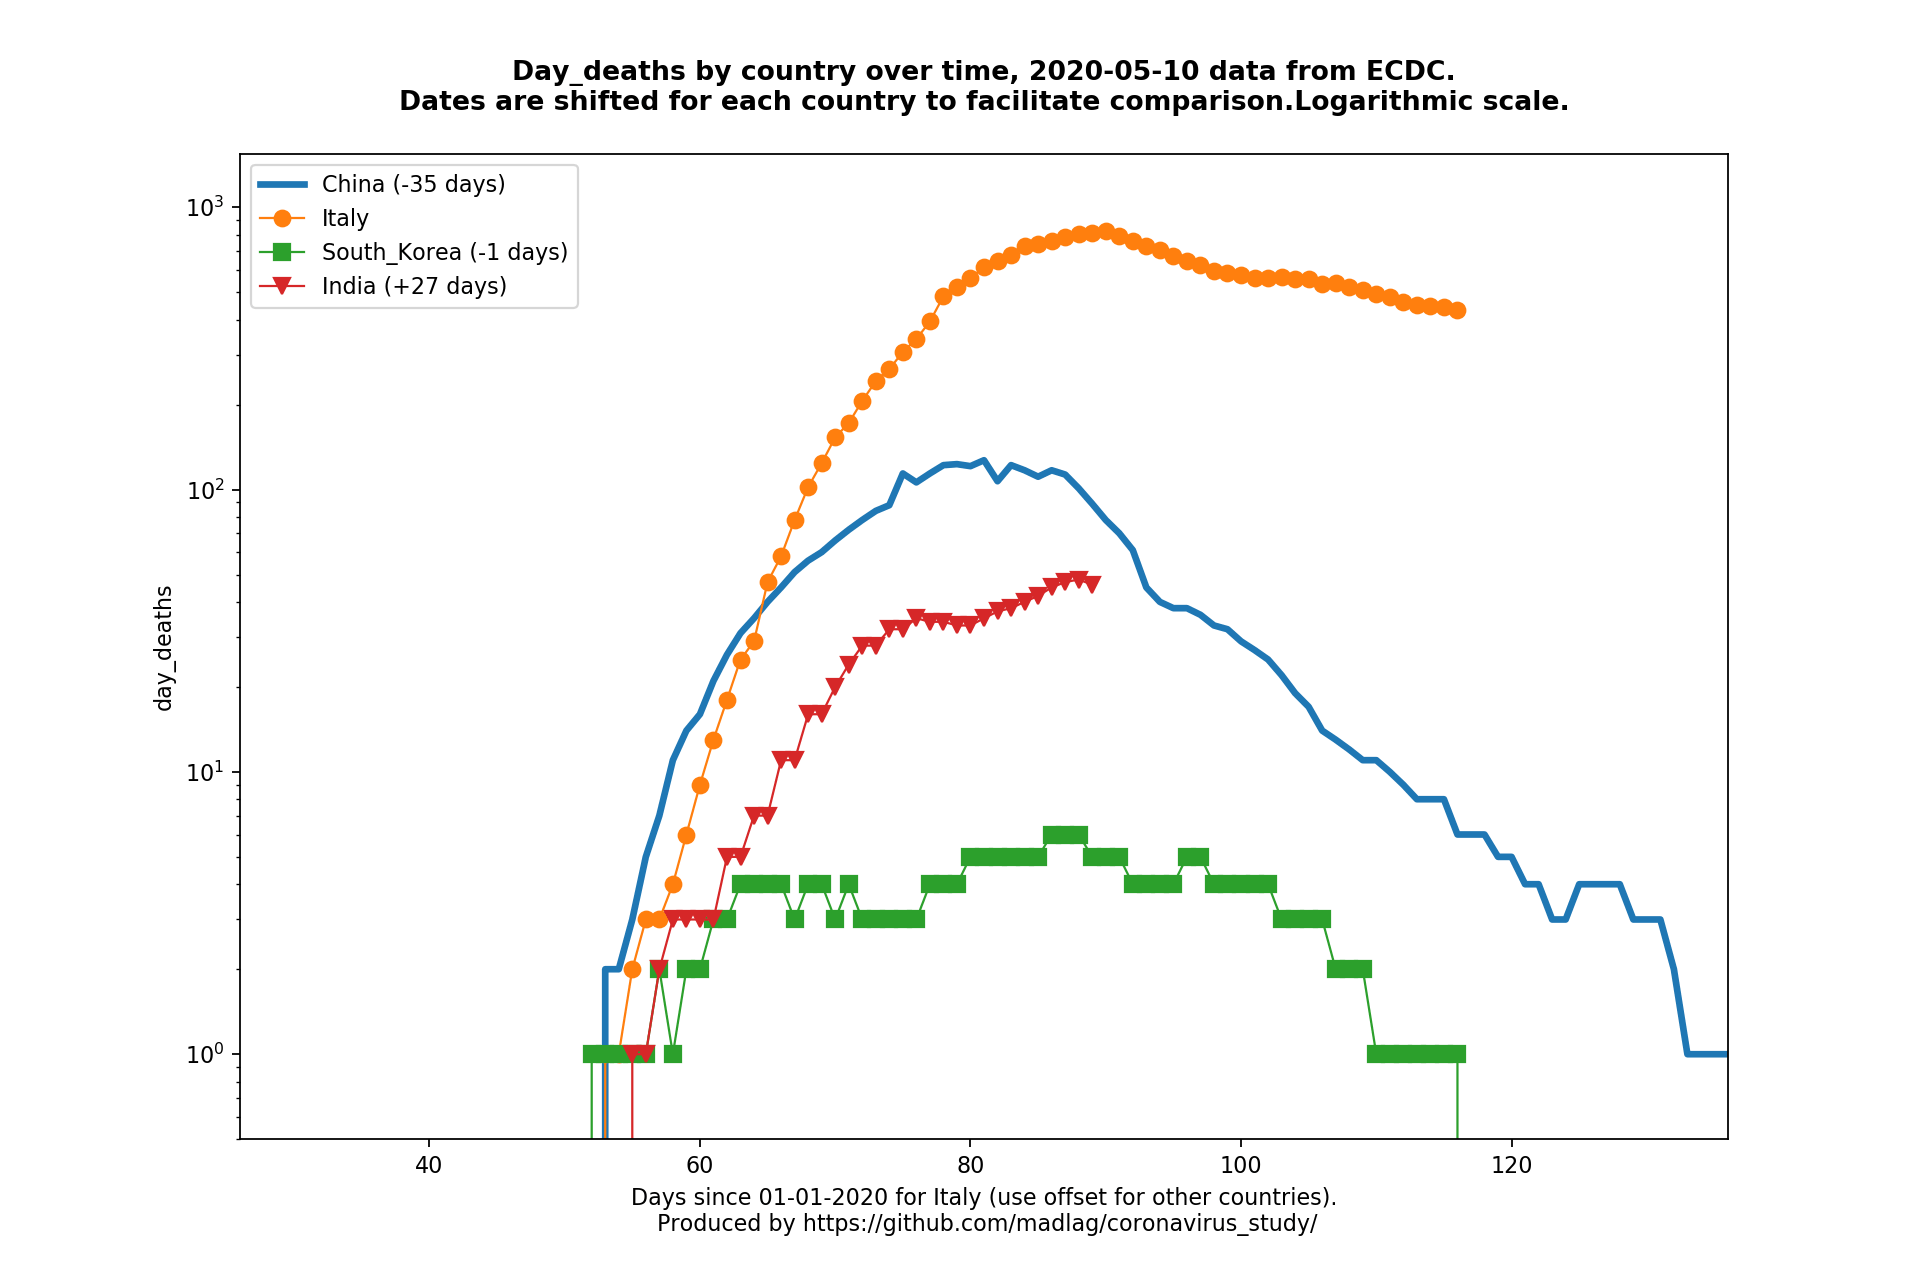 Day_deaths by country over time, 2020-05-10 data from ECDC.
Dates are shifted for each country to facilitate comparison.Logarithmic scale.
China (-35 days)
Italy
South_Korea (-1 days)
India (+27 days)
10³
10²
10¹
10⁰
day_deaths
40 60 80 100 120
Days since 01-01-2020 for Italy (use offset for other countries).
Produced by https://github.com/madlag/coronavirus_study/